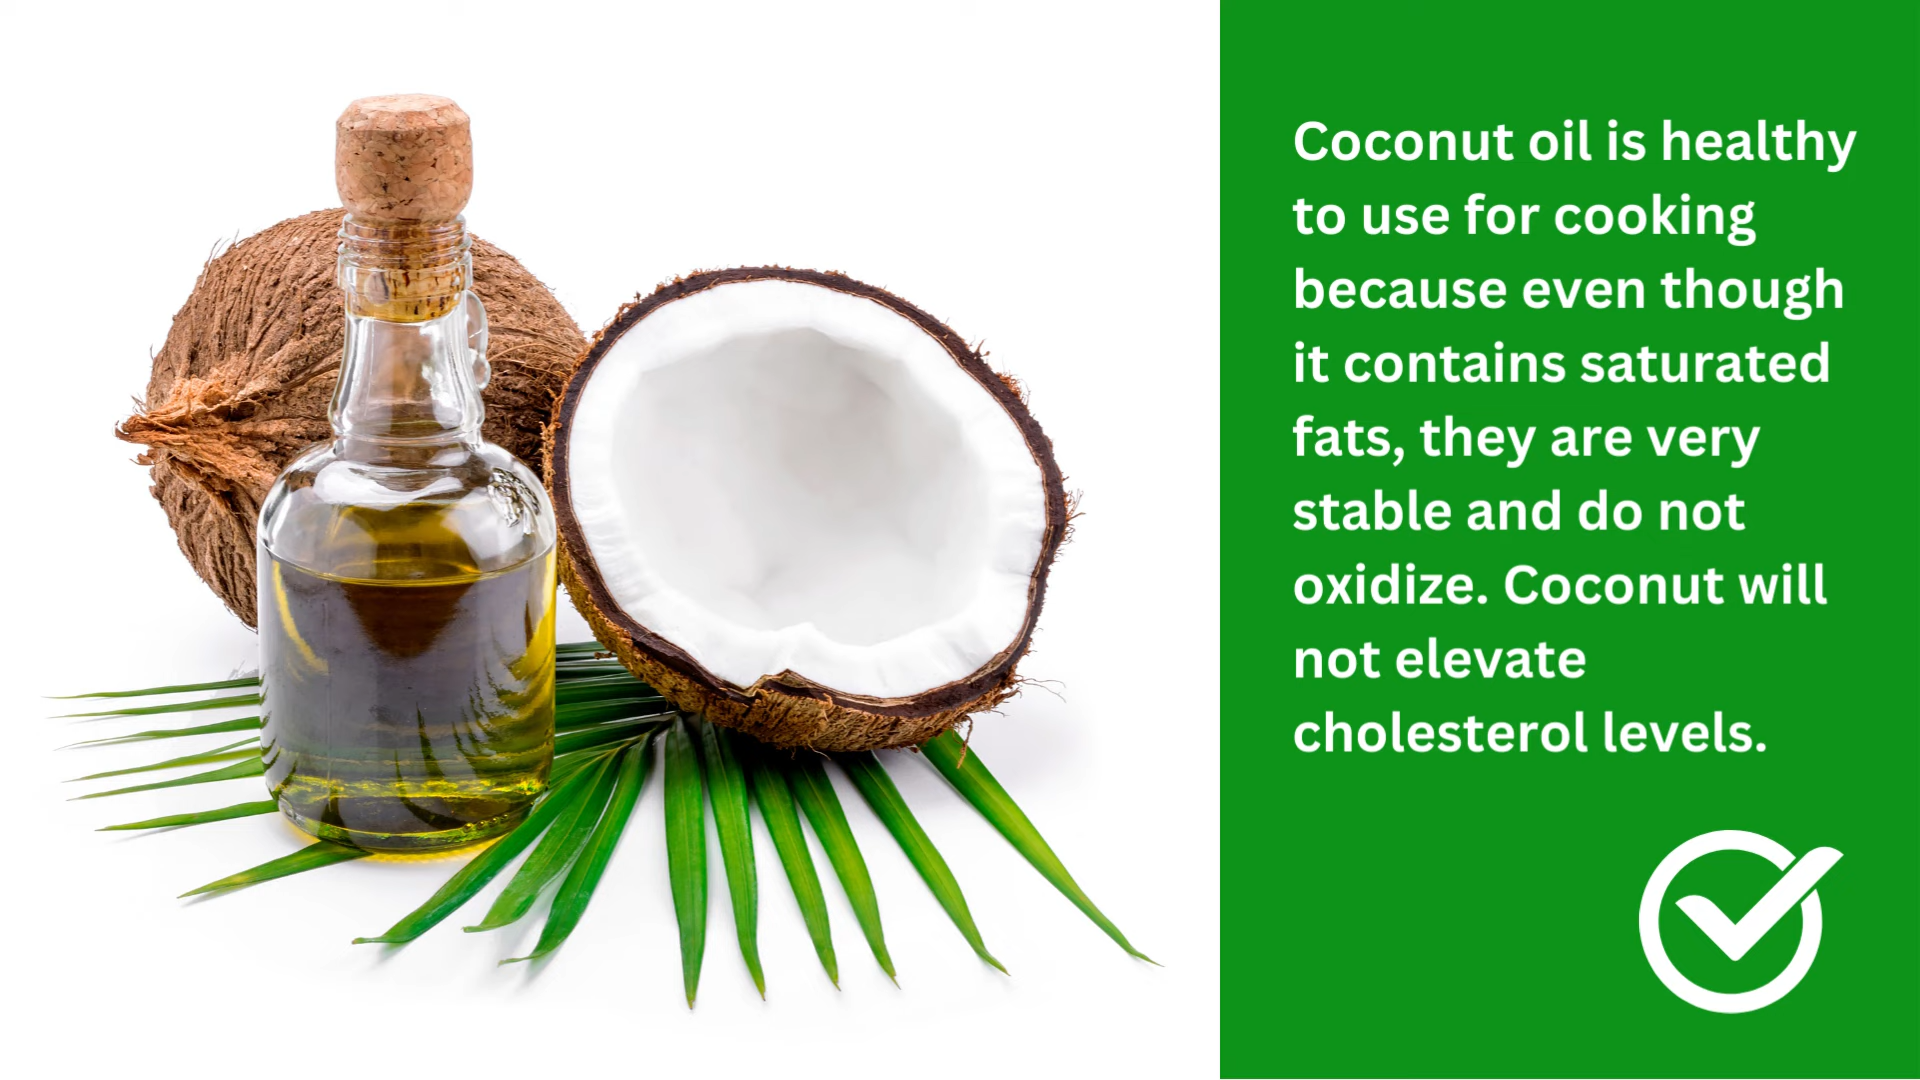 Coconut oil is healthy
to use for cooking
because even though
it contains saturated
fats, they are very
stable and do not
oxidize. Coconut will
not elevate
cholesterol levels.